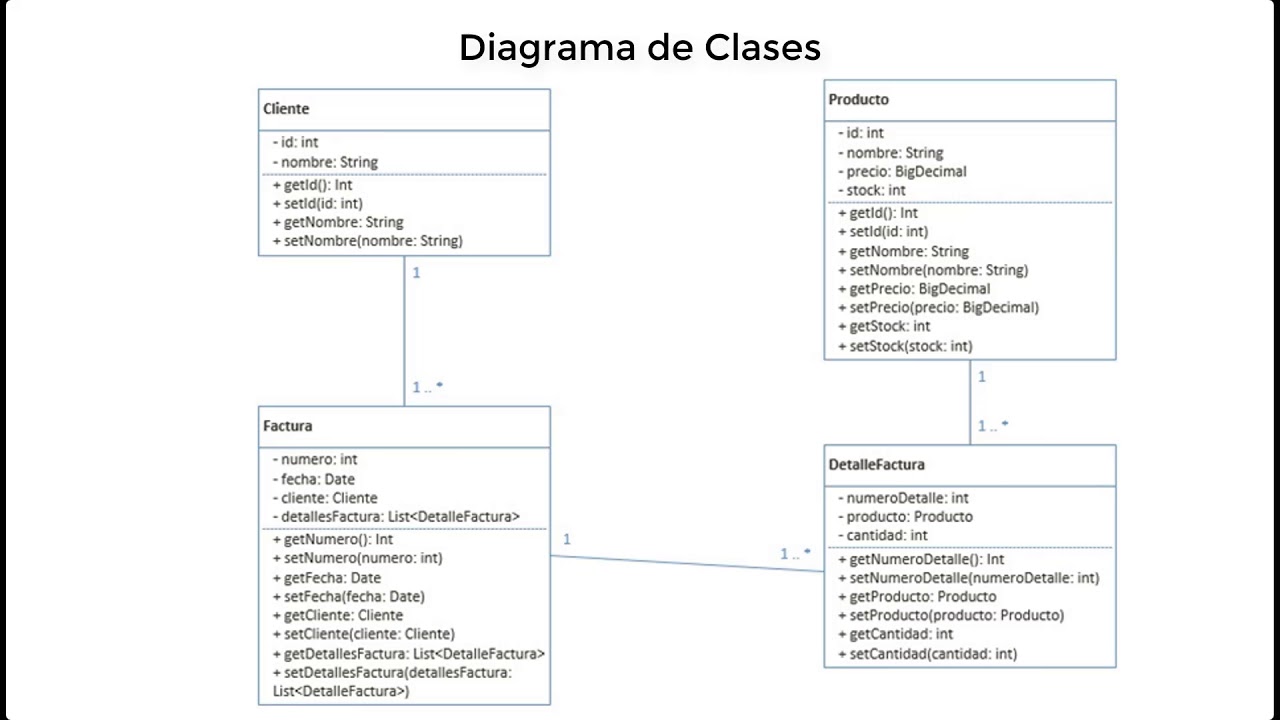 Diagrama de Clases
Cliente
- id: int
- nombre: String
+ getId(): Int
+ setId(id: int)
+ getNombre: String
+ setNombre(nombre: String)
1
1 .. *
Factura
- numero: int
- fecha: Date
- cliente: Cliente
- detallesFactura: List<DetalleFactura>
+ getNumero(): Int
+ setNumero(numero: int)
+ getFecha: Date
+ setFecha(fecha: Date)
+ getCliente: Cliente
+ setCliente(cliente: Cliente)
+ getDetallesFactura: List<DetalleFactura>
+ setDetallesFactura(detallesFactura:
List<DetalleFactura>)
1
1 .. *
Producto
- id: int
- nombre: String
- precio: BigDecimal
- stock: int
+ getId(): Int
+ setId(id: int)
+ getNombre: String
+ setNombre(nombre: String)
+ getPrecio: BigDecimal
+ setPrecio(precio: BigDecimal)
+ getStock: int
+ setStock(stock: int)
1
1 .. *
DetalleFactura
- numeroDetalle: int
- producto: Producto
- cantidad: int
+ getNumeroDetalle(): Int
+ setNumeroDetalle(numeroDetalle: int)
+ getProducto: Producto
+ setProducto(producto: Producto)
+ getCantidad: int
+ setCantidad(cantidad: int)